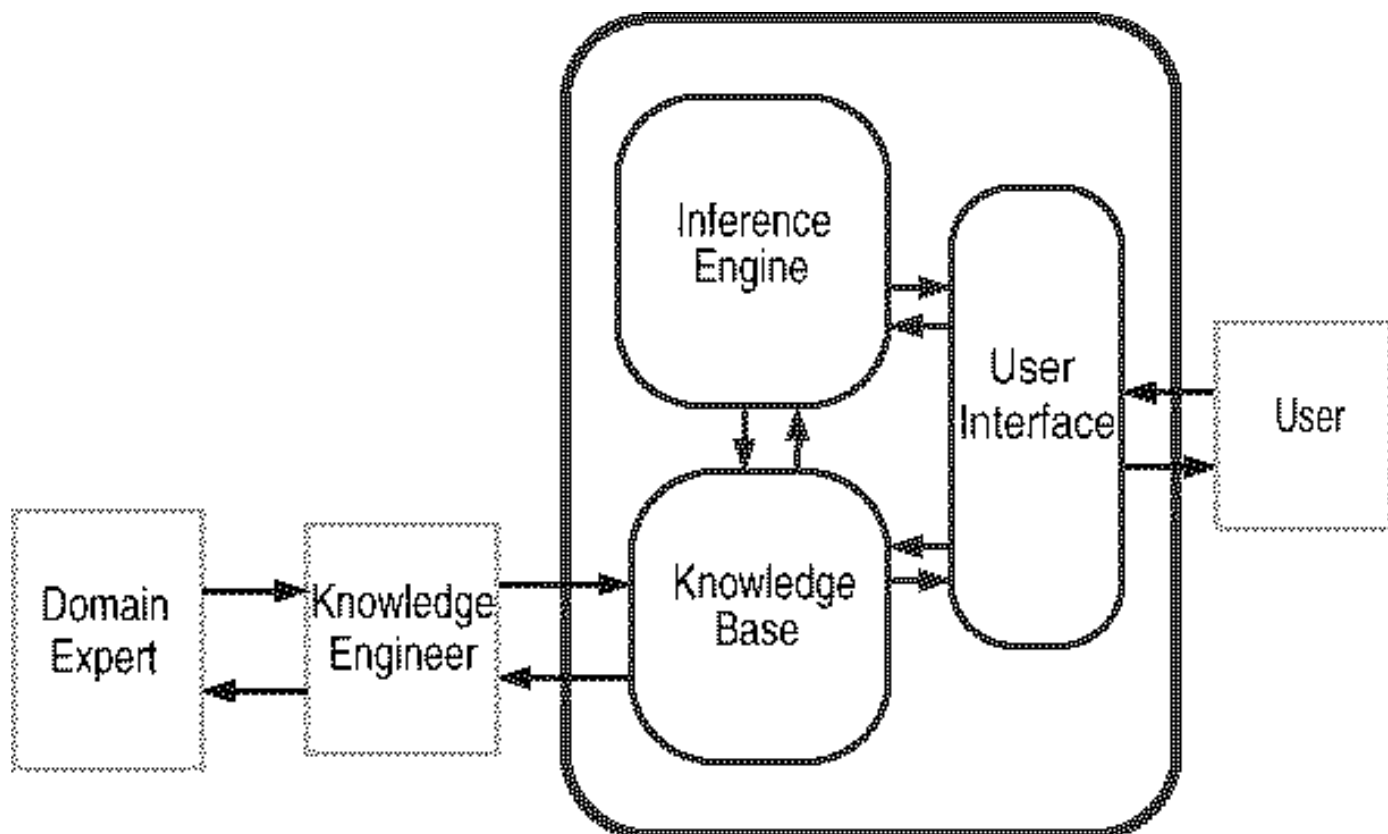 Inference
Engine
User
Interface
User
Knowledge
Base
Knowledge
Engineer
Domain
Expert